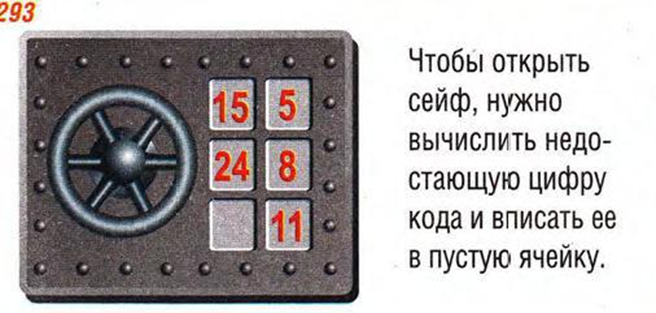 293
15 5
24 8
11
Чтобы открыть
сейф, нужно
вычислить недо-
стающую цифру
кода и вписать ее
в пустую ячейку.